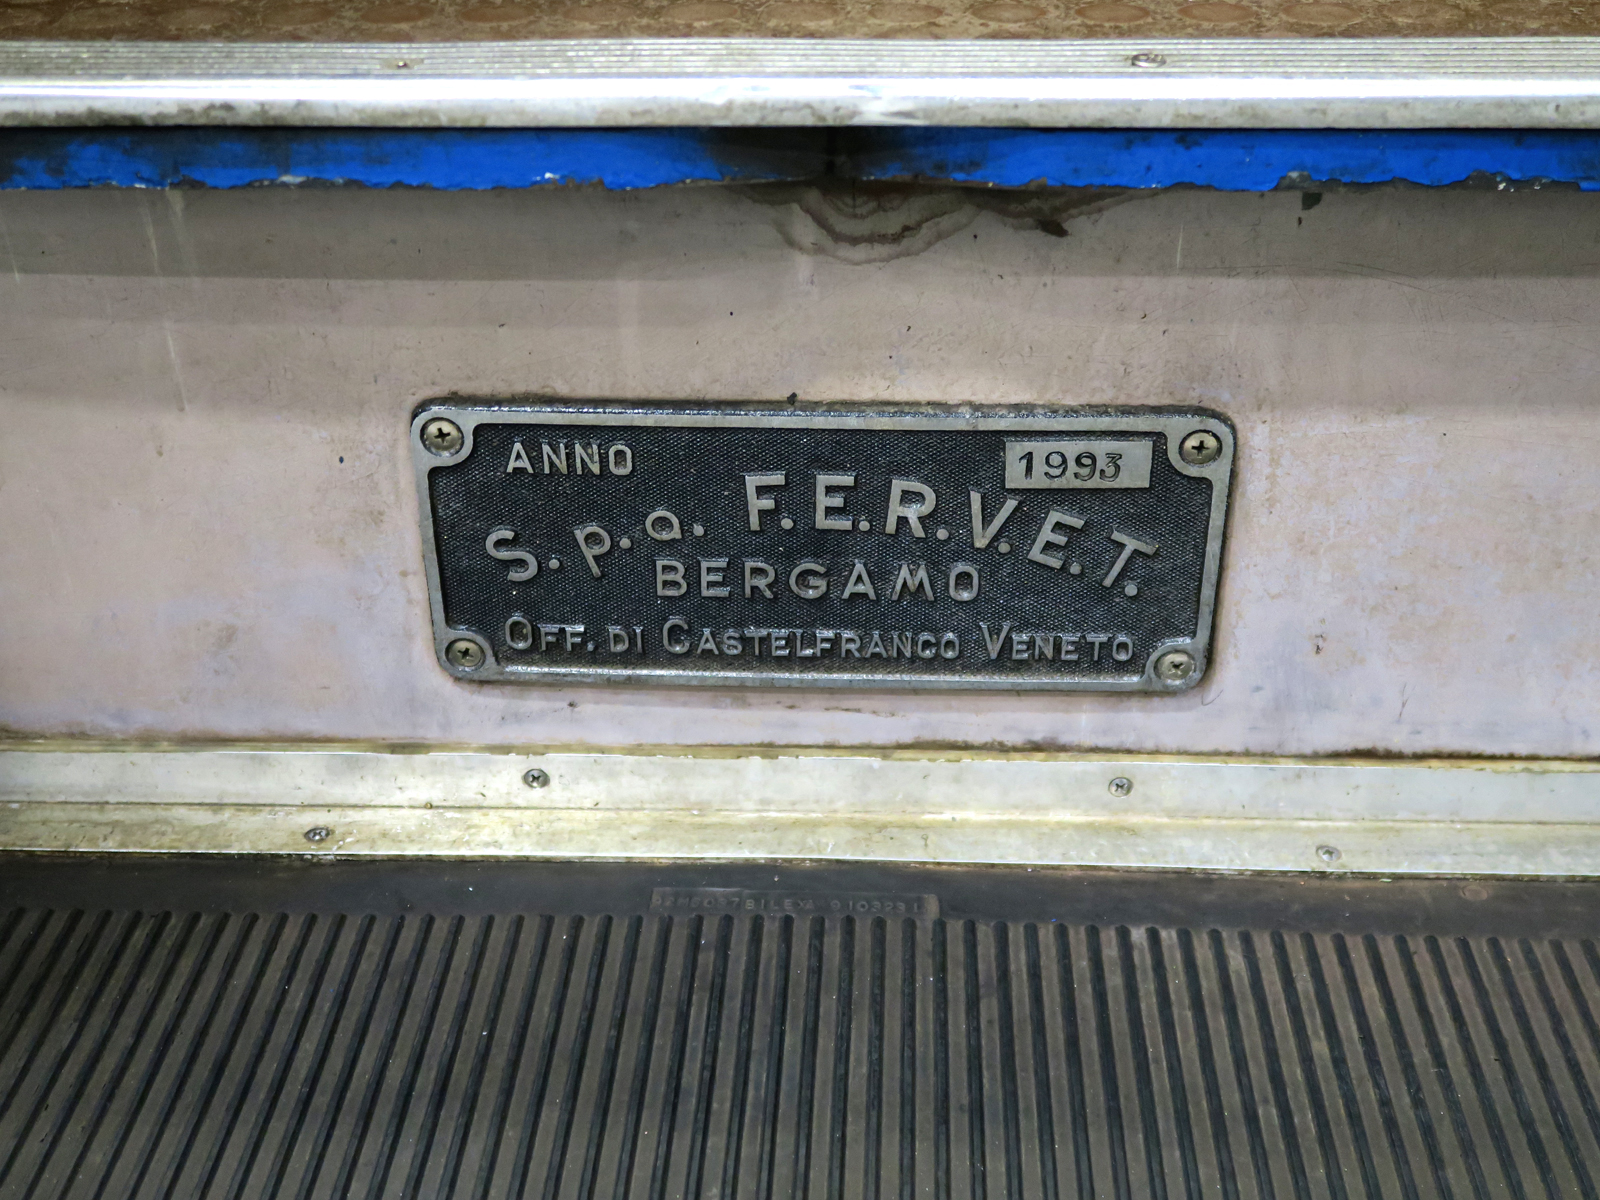 ANNO 1993
S.p.a. F.E.R.V.E.T.
BERGAMO
OFF. DI CASTELFRANCO VENETO